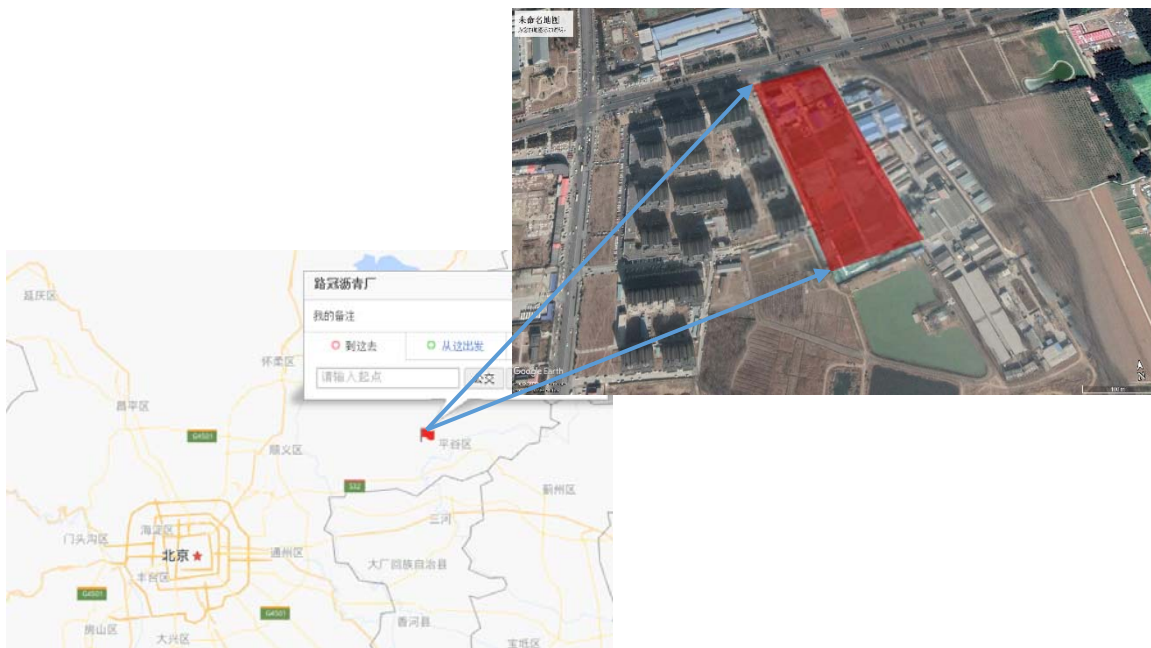 未命名地图
路冠沥青厂
我的备注
到这去
从这出发
请输入起点
公交
延庆区
怀柔区
昌平区
G4501
顺义区
平谷区
S32
蓟州区
三河
海淀区
门头沟区
北京
通州区
大厂回族自治县
丰台区
G4501
G4501
香河县
房山区
大兴区
宝坻区
Google Earth
N